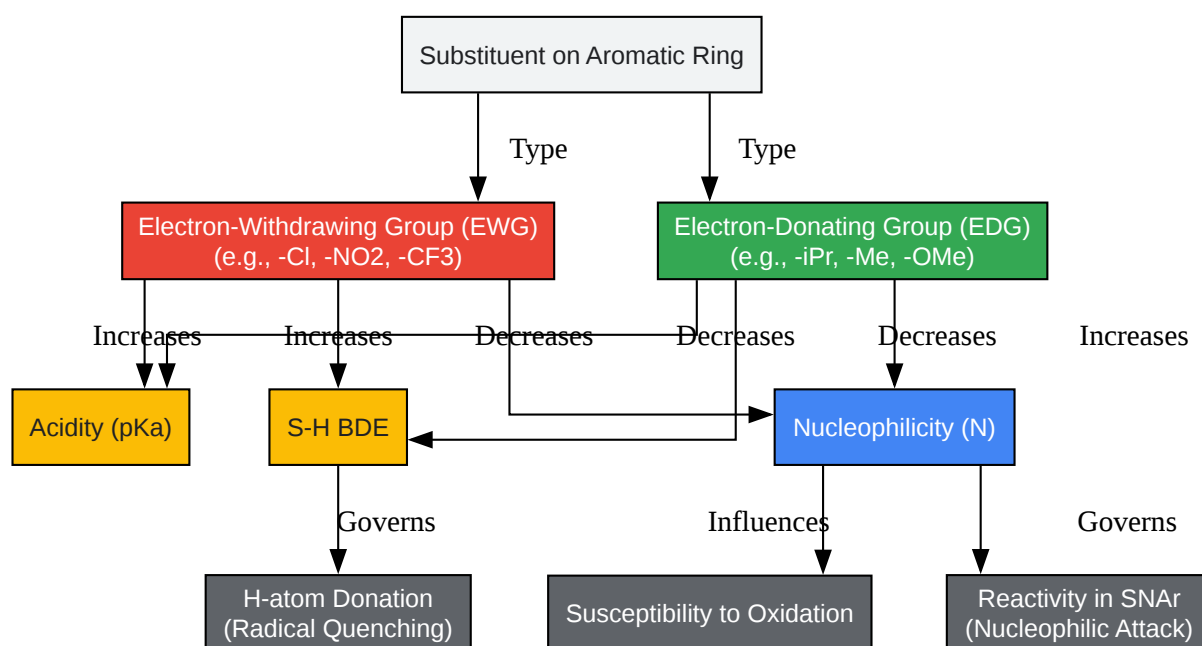 Substituent on Aromatic Ring
Type
Type
Electron-Withdrawing Group (EWG)
(e.g., -Cl, -NO2, -CF3)
Electron-Donating Group (EDG)
(e.g., -iPr, -Me, -OMe)
Increases
Increases
Decreases
Decreases
Decreases
Increases
Acidity (pKa)
S-H BDE
Nucleophilicity (N)
Governs
Influences
Governs
H-atom Donation
(Radical Quenching)
Susceptibility to Oxidation
Reactivity in SNAr
(Nucleophilic Attack)